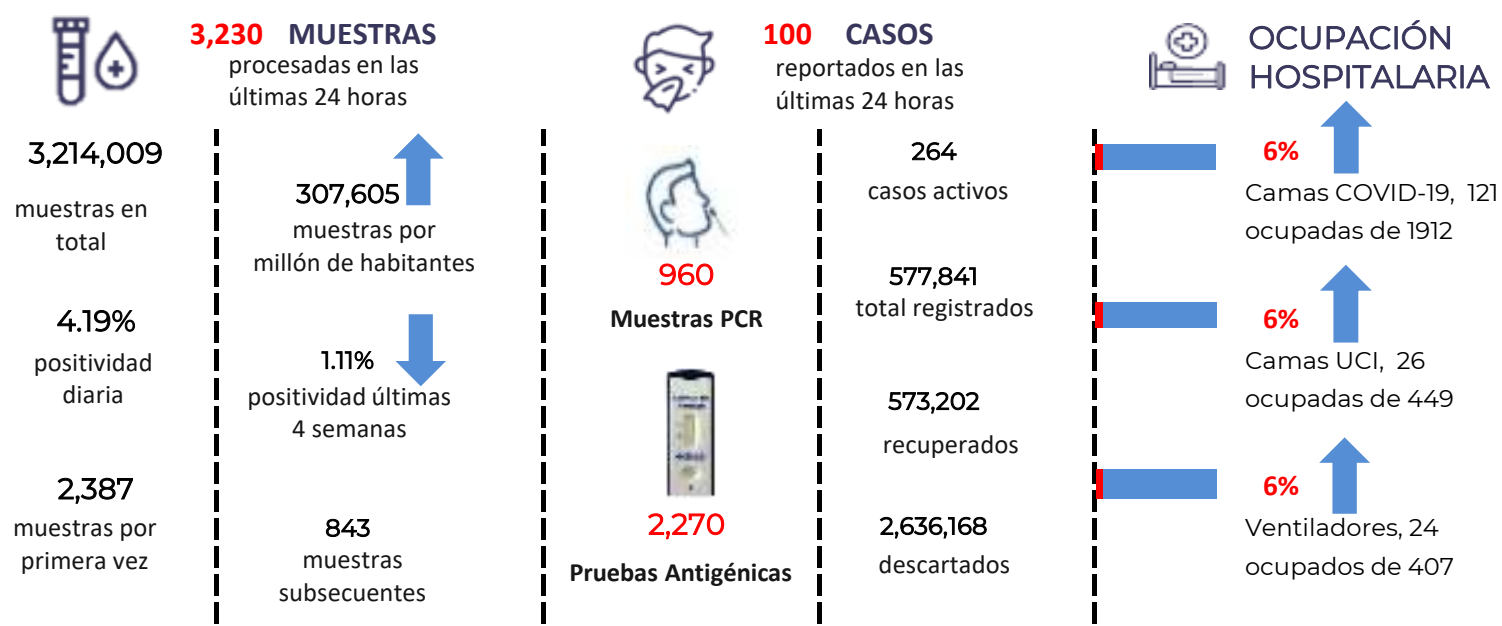 3,230 MUESTRAS
procesadas en las
últimas 24 horas
3,214,009
muestras en
total
4.19%
positividad
diaria
2,387
muestras por
primera vez
307,605
muestras por
millón de habitantes
1.11%
positividad últimas
4 semanas
843
muestras
subsecuentes
100 CASOS
reportados en las
últimas 24 horas
960
Muestras PCR
2,270
Pruebas Antigénicas
264
casos activos
577,841
total registrados
573,202
recuperados
2,636,168
descartados
OCUPACIÓN
HOSPITALARIA
6%
Camas COVID-19, 121
ocupadas de 1912
6%
Camas UCI, 26
ocupadas de 449
6%
Ventiladores, 24
ocupados de 407